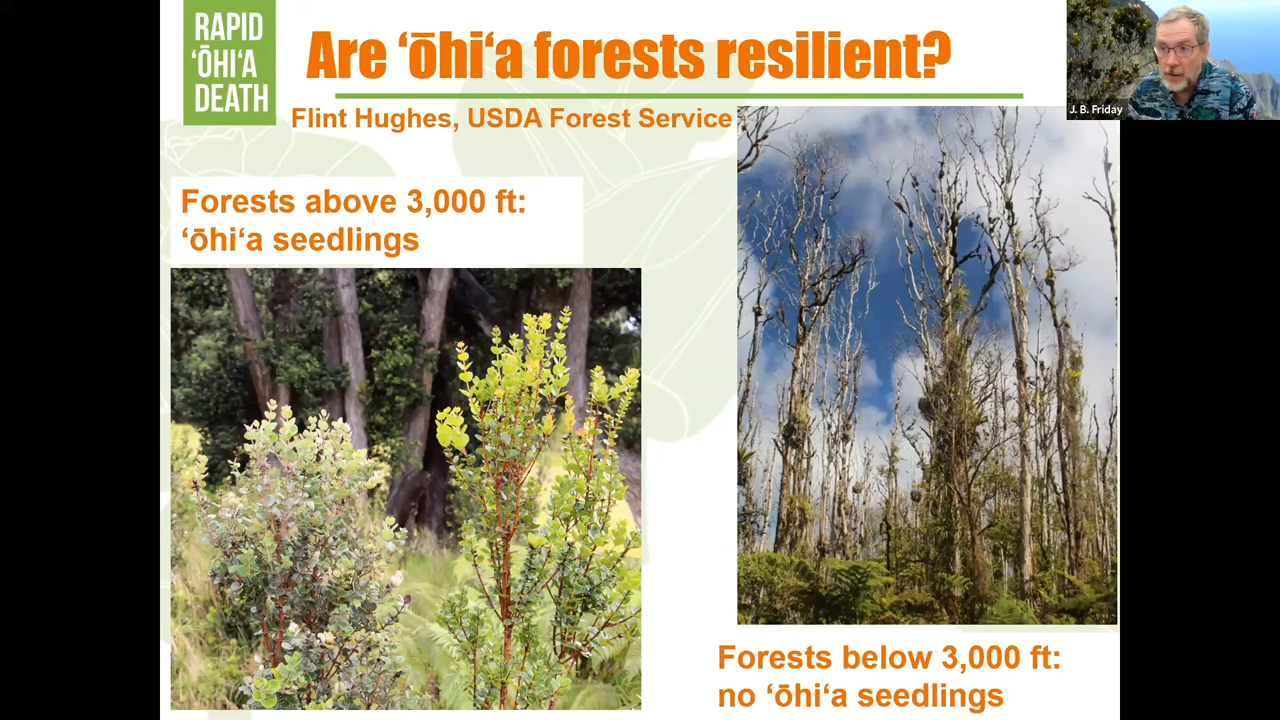 RAPID
ʻŌHIʻA
DEATH
Are ʻōhiʻa forests resilient?
Flint Hughes, USDA Forest Service
J. B. Friday
Forests above 3,000 ft:
ʻōhiʻa seedlings
Forests below 3,000 ft:
no ʻōhiʻa seedlings